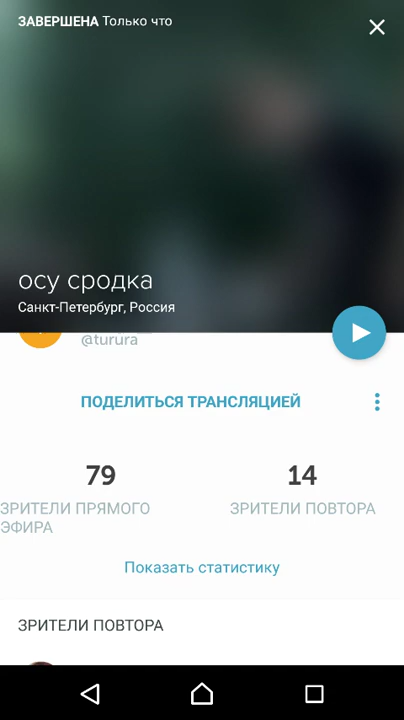 ЗАВЕРШЕНА Только что
осу сродка
Санкт-Петербург, Россия
@turura
ПОДЕЛИТЬСЯ ТРАНСЛЯЦИЕЙ
79
ЗРИТЕЛИ ПРЯМОГО
ЭФИРА
14
ЗРИТЕЛИ ПОВТОРА
Показать статистику
ЗРИТЕЛИ ПОВТОРА